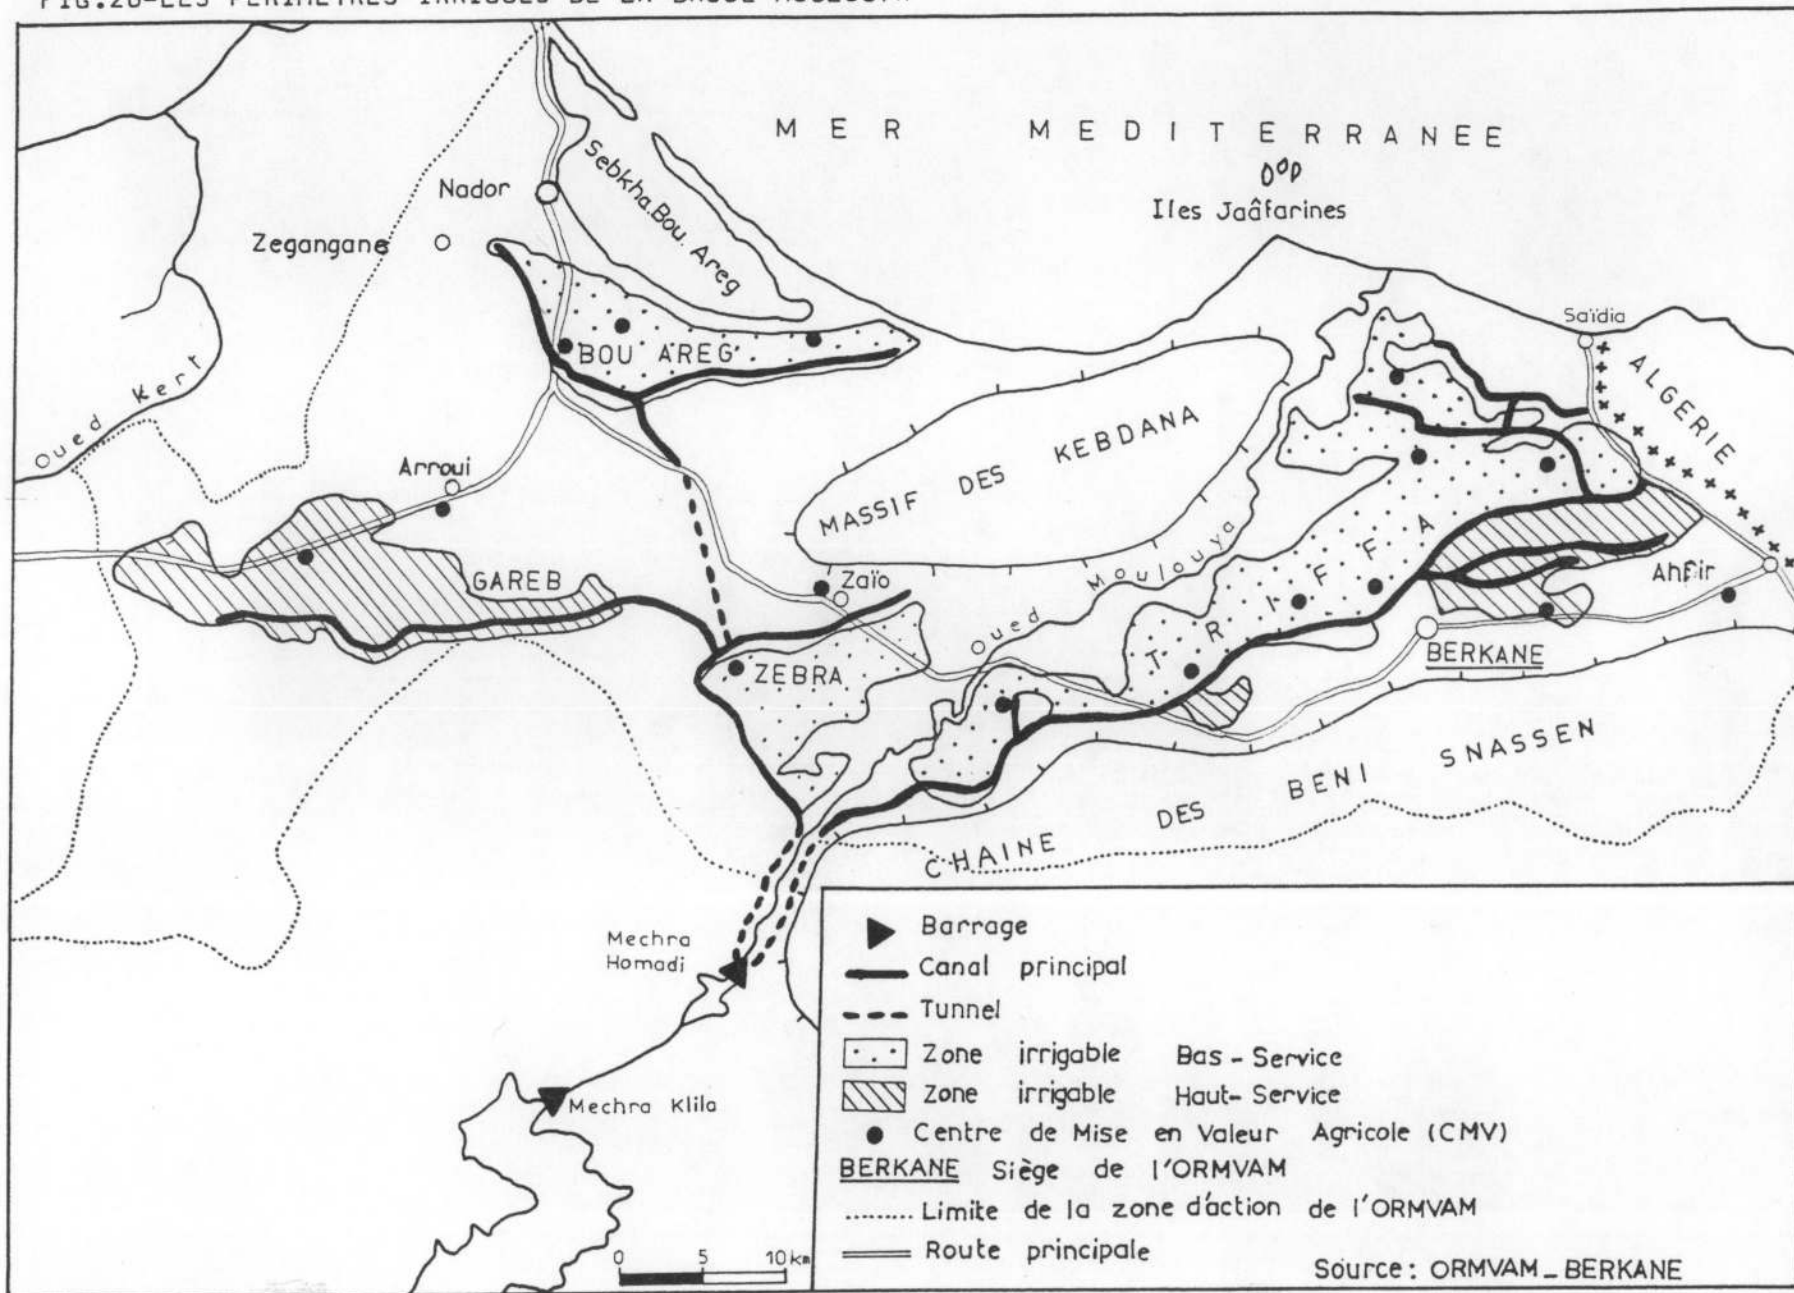 MER MEDITERRANEE
Iles Jaâfarines
Sebkha.Bou.Areg
Nador
Zegangane
BOU AREG
Saïdia
ALGERIE
Oued Kert
MASSIF DES KEBDANA
Arroui
GAREB
Zaïo
Oued Moulouya
TRIFFA
Ahfir
ZEBRA
BERKANE
CHAINE DES BENI SNASSEN
Mechra
Homadi
Mechra Klila
0 5 10 km
Barrage
Canal principal
Tunnel
Zone irrigable Bas-Service
Zone irrigable Haut-Service
Centre de Mise en Valeur Agricole (CMV)
BERKANE Siège de l'ORMVAM
Limite de la zone d'action de l'ORMVAM
Route principale
Source: ORMVAM_BERKANE